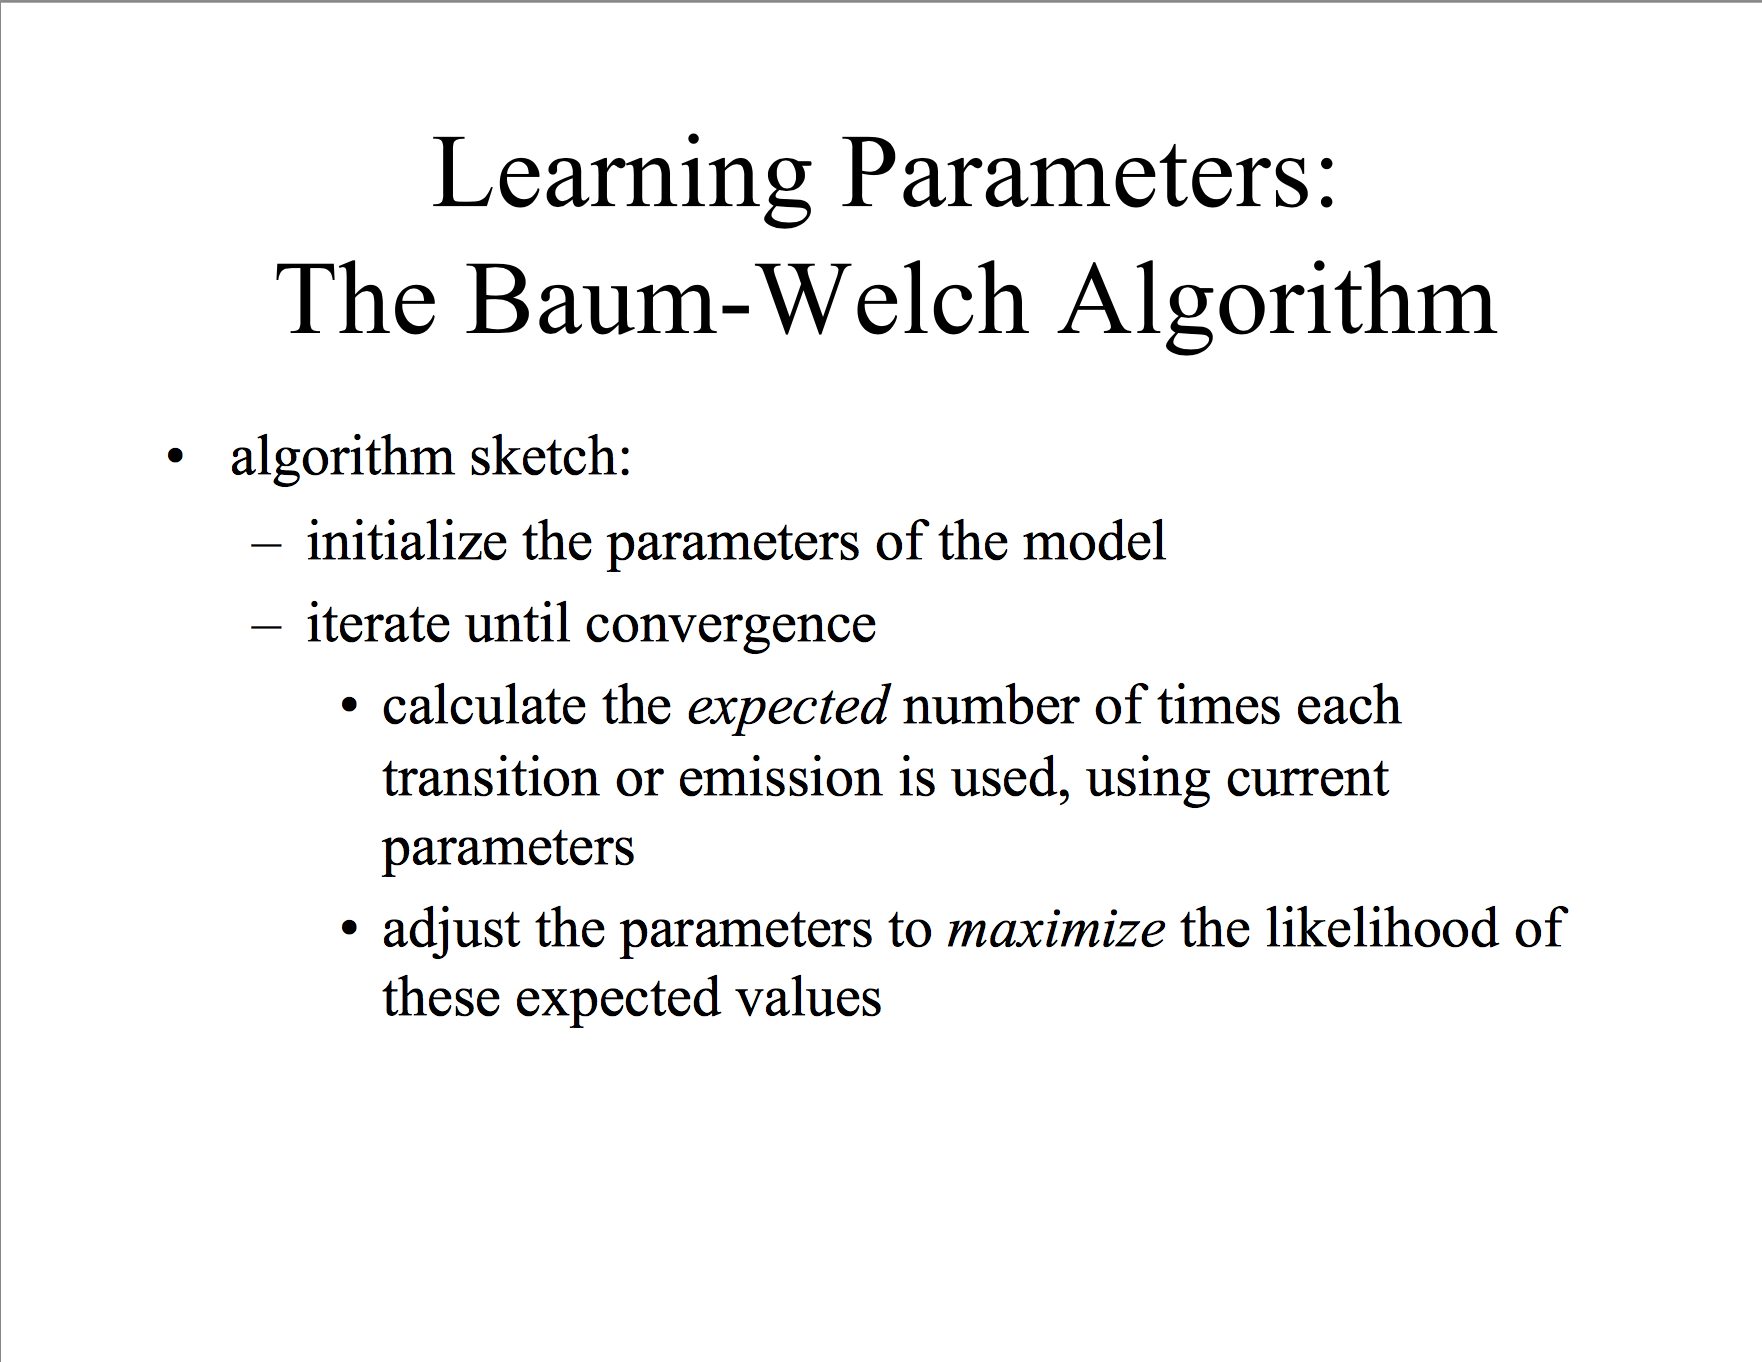 Learning Parameters:
The Baum-Welch Algorithm
• algorithm sketch:
– initialize the parameters of the model
– iterate until convergence
• calculate the expected number of times each
transition or emission is used, using current
parameters
• adjust the parameters to maximize the likelihood of
these expected values